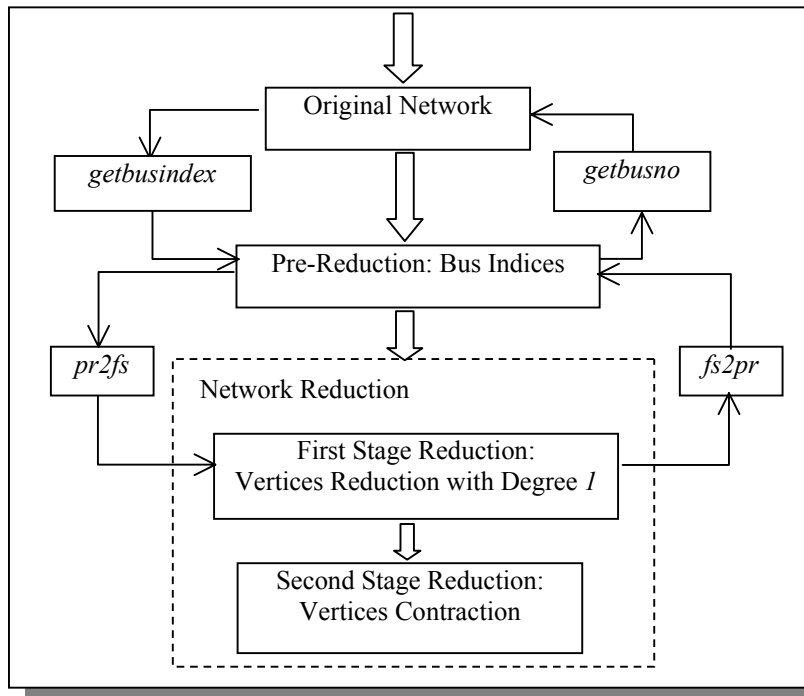 Original Network
getbusindex
getbusno
Pre-Reduction: Bus Indices
pr2fs
fs2pr
Network Reduction
First Stage Reduction:
Vertices Reduction with Degree 1
Second Stage Reduction:
Vertices Contraction